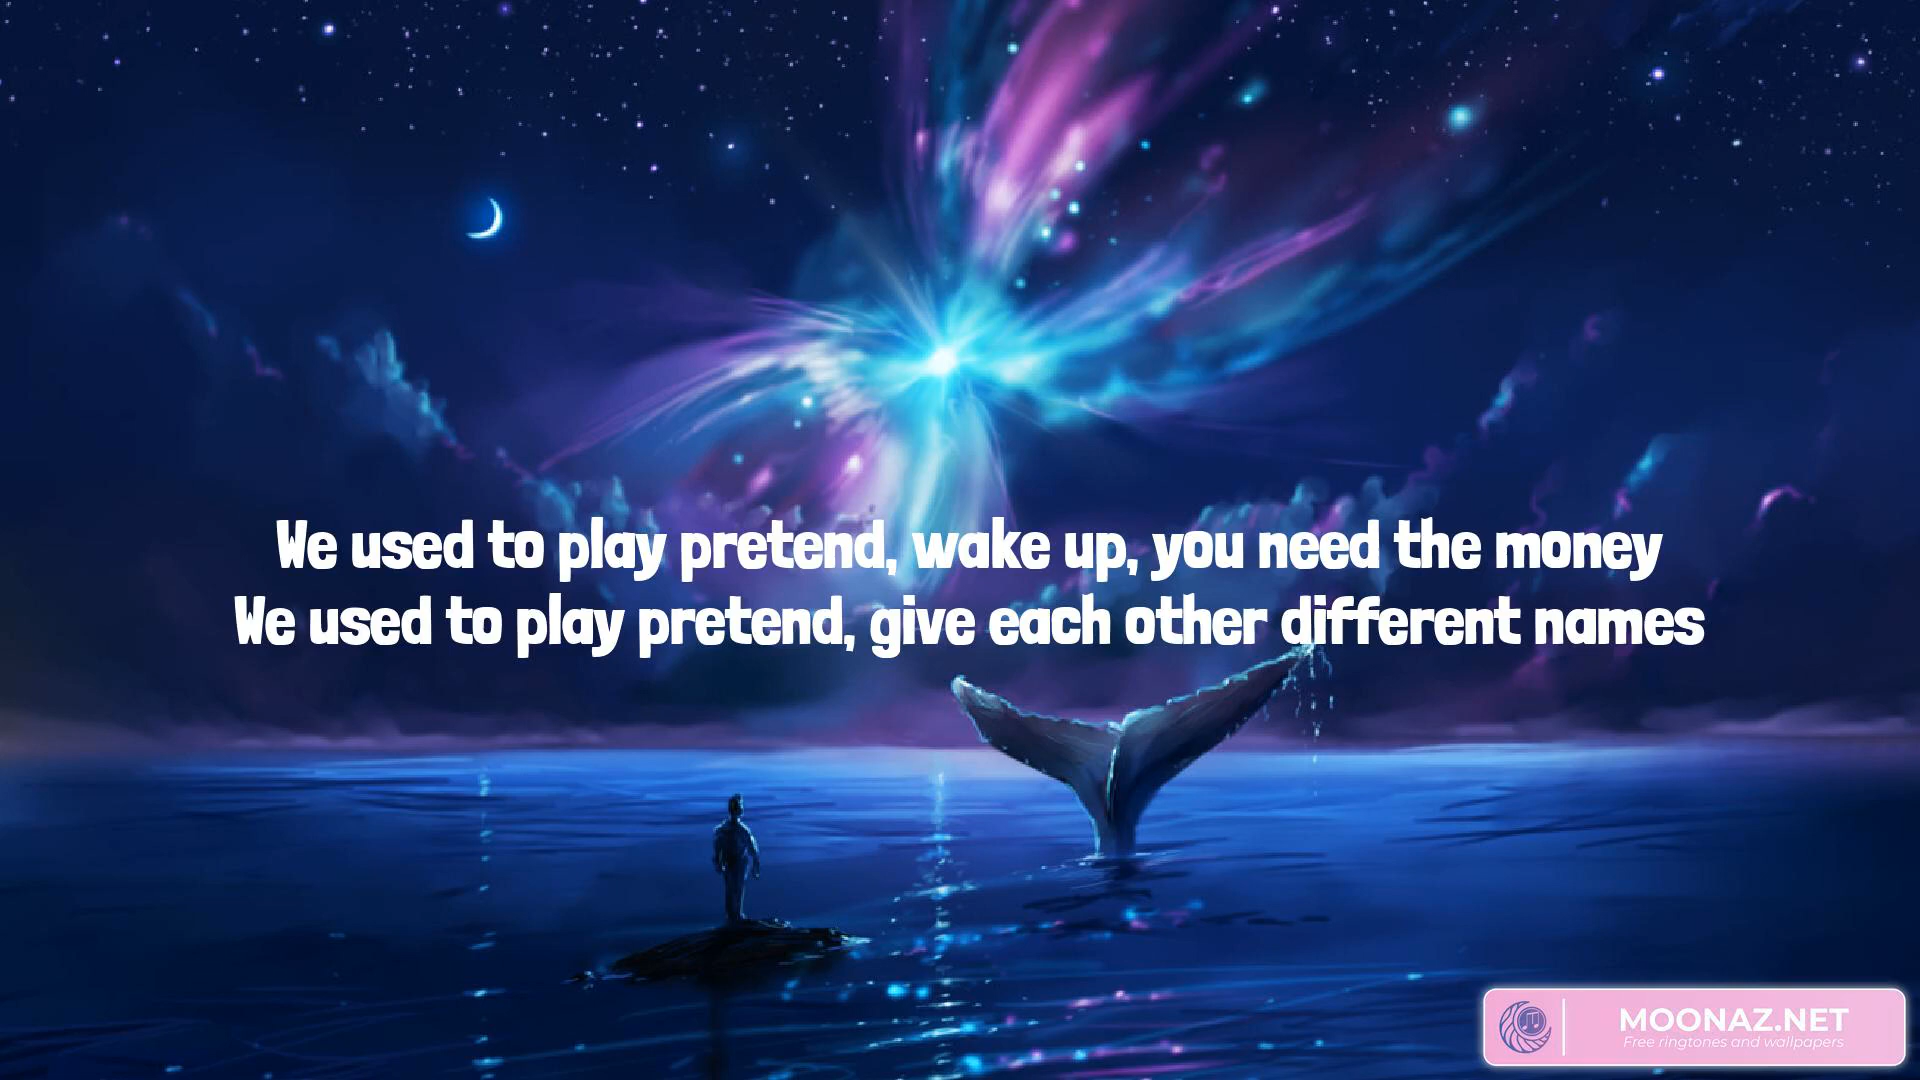 We used to play pretend, wake up, you need the money
We used to play pretend, give each other different names
MOONAZ.NET
Free ringtones and wallpapers